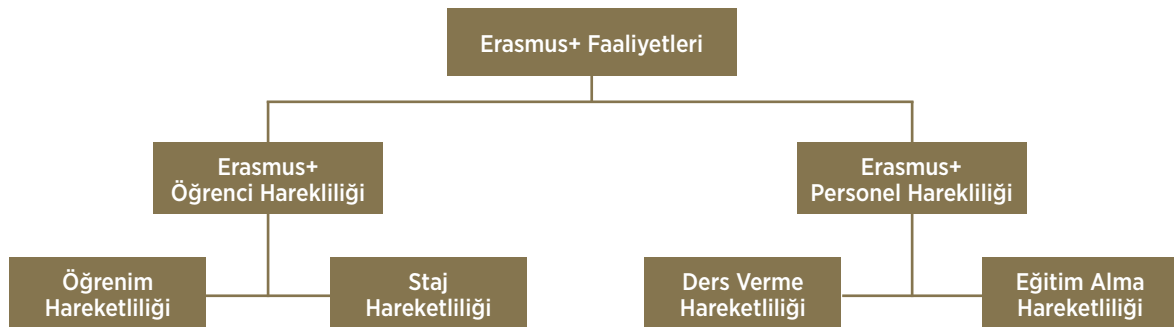 Erasmus+ Faaliyetleri
Erasmus+
Öğrenci Harekliliği
Erasmus+
Personel Harekliliği
Öğrenim
Hareketliliği
Staj
Hareketliliği
Ders Verme
Hareketliliği
Eğitim Alma
Hareketliliği